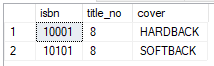 isbn title_no cover
1 10001 8 HARDBACK
2 10101 8 SOFTBACK